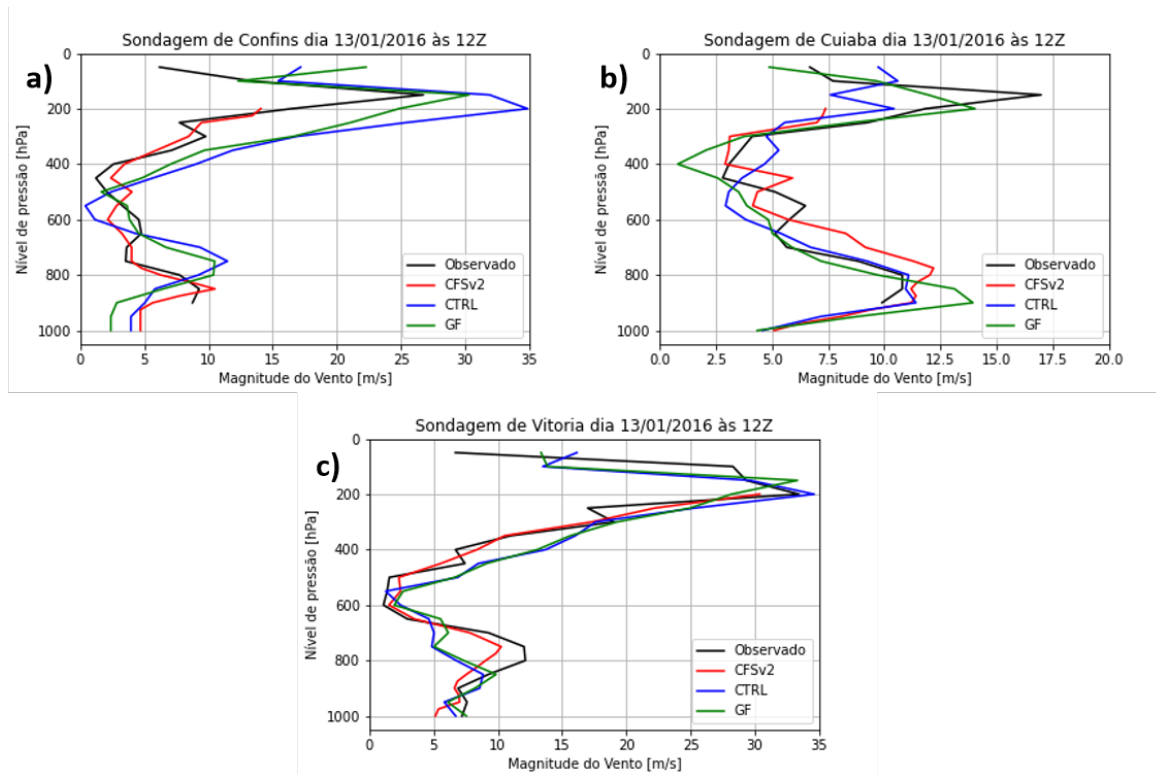 Sondagem de Confins dia 13/01/2016 às 12Z
a)
Nível de pressão [hPa]
0
200
400
600
800
1000
Observado
CFSv2
CTRL
GF
0 5 10 15 20 25 30 35
Magnitude do Vento [m/s]
Sondagem de Cuiaba dia 13/01/2016 às 12Z
b)
Nível de pressão [hPa]
0
200
400
600
800
1000
Observado
CFSv2
CTRL
GF
0.0 2.5 5.0 7.5 10.0 12.5 15.0 17.5 20.0
Magnitude do Vento [m/s]
Sondagem de Vitoria dia 13/01/2016 às 12Z
c)
Nível de pressão [hPa]
0
200
400
600
800
1000
Observado
CFSv2
CTRL
GF
0 5 10 15 20 25 30 35
Magnitude do Vento [m/s]